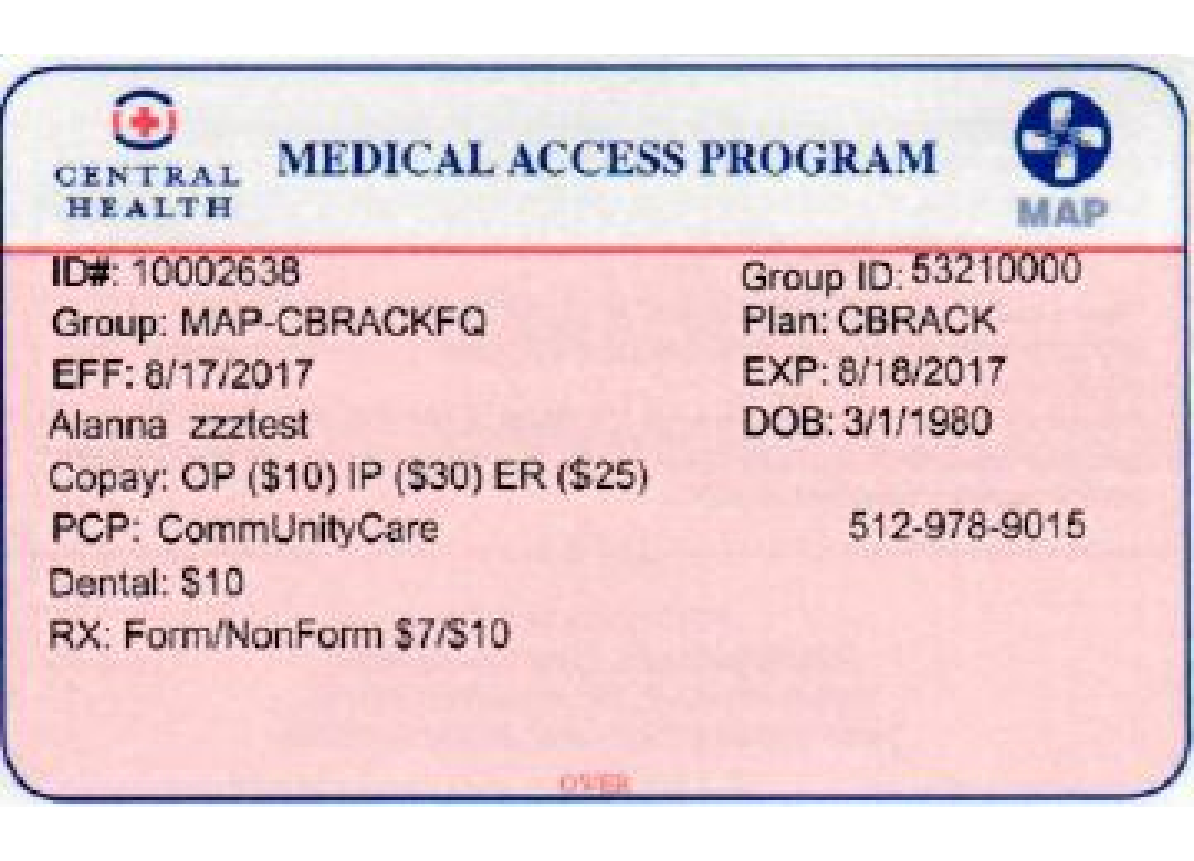 CENTRAL
HEALTH
MEDICAL ACCESS PROGRAM
MAP
ID#: 10002638 Group ID: 53210000
Group: MAP-CBRACKFQ Plan: CBRACK
EFF: 8/17/2017 EXP: 8/18/2017
Alanna zzztest DOB: 3/1/1980
Copay: OP ($10) IP ($30) ER ($25)
PCP: CommUnityCare 512-978-9015
Dental: $10
RX: Form/NonForm $7/$10
OVER